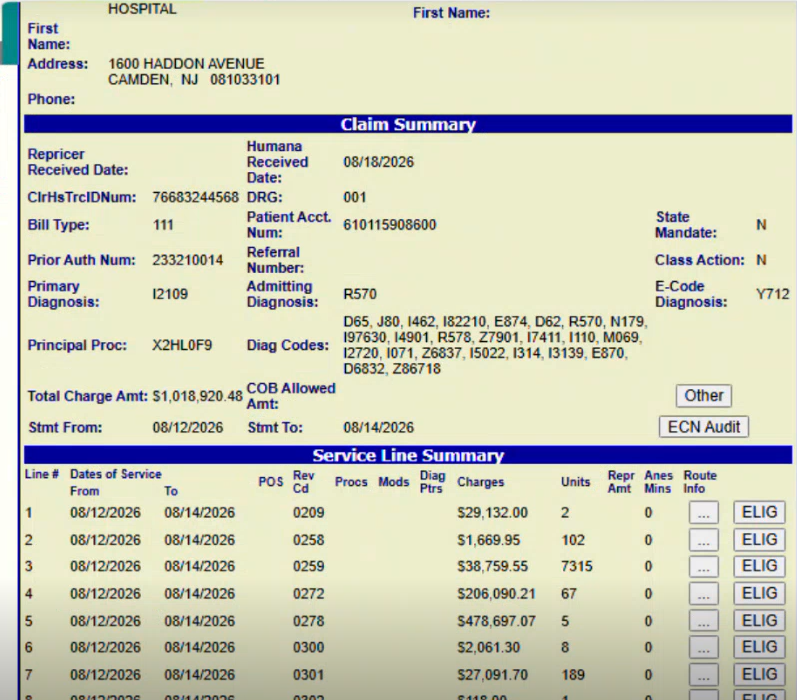 HOSPITAL
First Name:
First Name:
Address: 1600 HADDON AVENUE
CAMDEN, NJ 081033101
Phone:
Claim Summary
Repricer Received Date: Humana Received Date: 08/18/2026
ClrHsTrcIDNum: 76683244568 DRG: 001
Bill Type: 111 Patient Acct. Num: 610115908600 State Mandate: N
Prior Auth Num: 233210014 Referral Number: Class Action: N
Primary Diagnosis: I2109 Admitting Diagnosis: R570 E-Code Diagnosis: Y712
Principal Proc: X2HL0F9 Diag Codes: D65, J80, I462, I82210, E874, D62, R570, N179,
I97630, I4901, R578, Z7901, I7411, I110, M069,
I2720, I071, Z6837, I5022, I314, I3139, E870,
D6832, Z86718
Total Charge Amt: $1,018,920.48 COB Allowed Amt: Other
Stmt From: 08/12/2026 Stmt To: 08/14/2026 ECN Audit
Service Line Summary
Line # Dates of Service From To POS Rev Cd Procs Mods Diag Ptrs Charges Units Repr Amt Anes Mins Route Info
1 08/12/2026 08/14/2026 0209 $29,132.00 2 0 ... ELIG
2 08/12/2026 08/14/2026 0258 $1,669.95 102 0 ... ELIG
3 08/12/2026 08/14/2026 0259 $38,759.55 7315 0 ... ELIG
4 08/12/2026 08/14/2026 0272 $206,090.21 67 0 ... ELIG
5 08/12/2026 08/14/2026 0278 $478,697.07 5 0 ... ELIG
6 08/12/2026 08/14/2026 0300 $2,061.30 8 0 ... ELIG
7 08/12/2026 08/14/2026 0301 $27,091.70 189 0 ... ELIG
8 08/12/2026 08/14/2026 0302 $118.00 1 0 ELIG